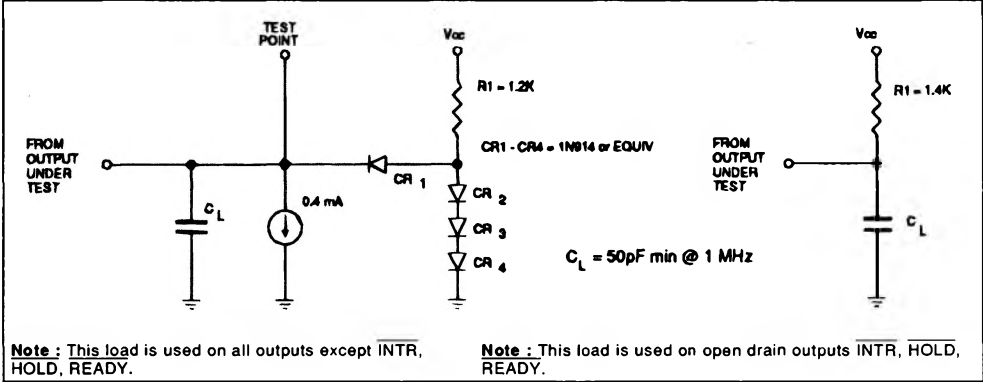 TEST
POINT
Vcc
R1 = 1.2K
CR1 - CR4 = 1N914 or EQUIV
FROM
OUTPUT
UNDER
TEST
CR 1
C L
0.4 mA
CR 2
CR 3
CR 4
C L = 50pF min @ 1 MHz
Vcc
R1 = 1.4K
FROM
OUTPUT
UNDER
TEST
C L
Note : This load is used on all outputs except INTR,
HOLD, READY.
Note : This load is used on open drain outputs INTR, HOLD,
READY.